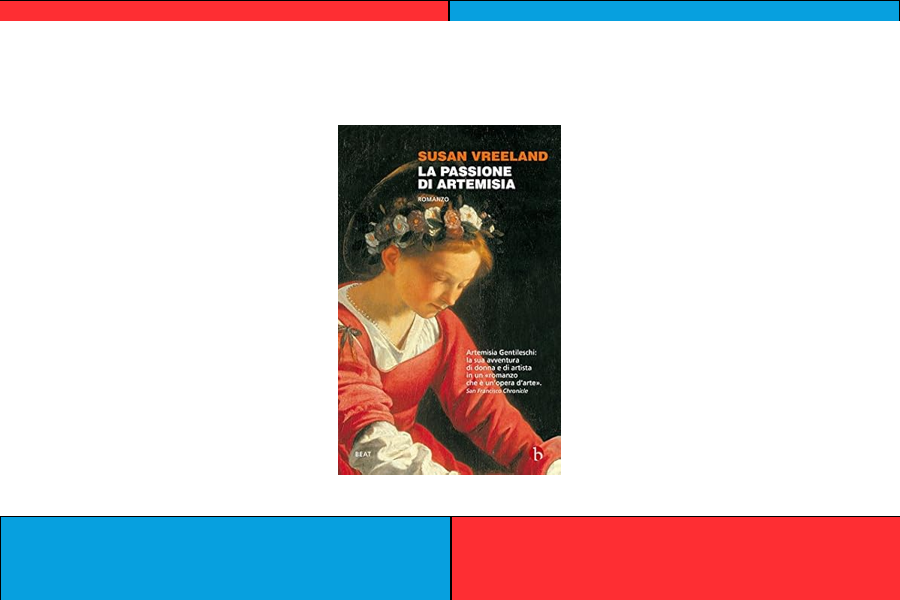 SUSAN VREELAND
LA PASSIONE
DI ARTEMISIA
ROMANZO
Artemisia Gentileschi:
la sua avventura
di donna e di artista
in un «romanzo
che è un'opera d'arte».
San Francisco Chronicle
BEAT
b